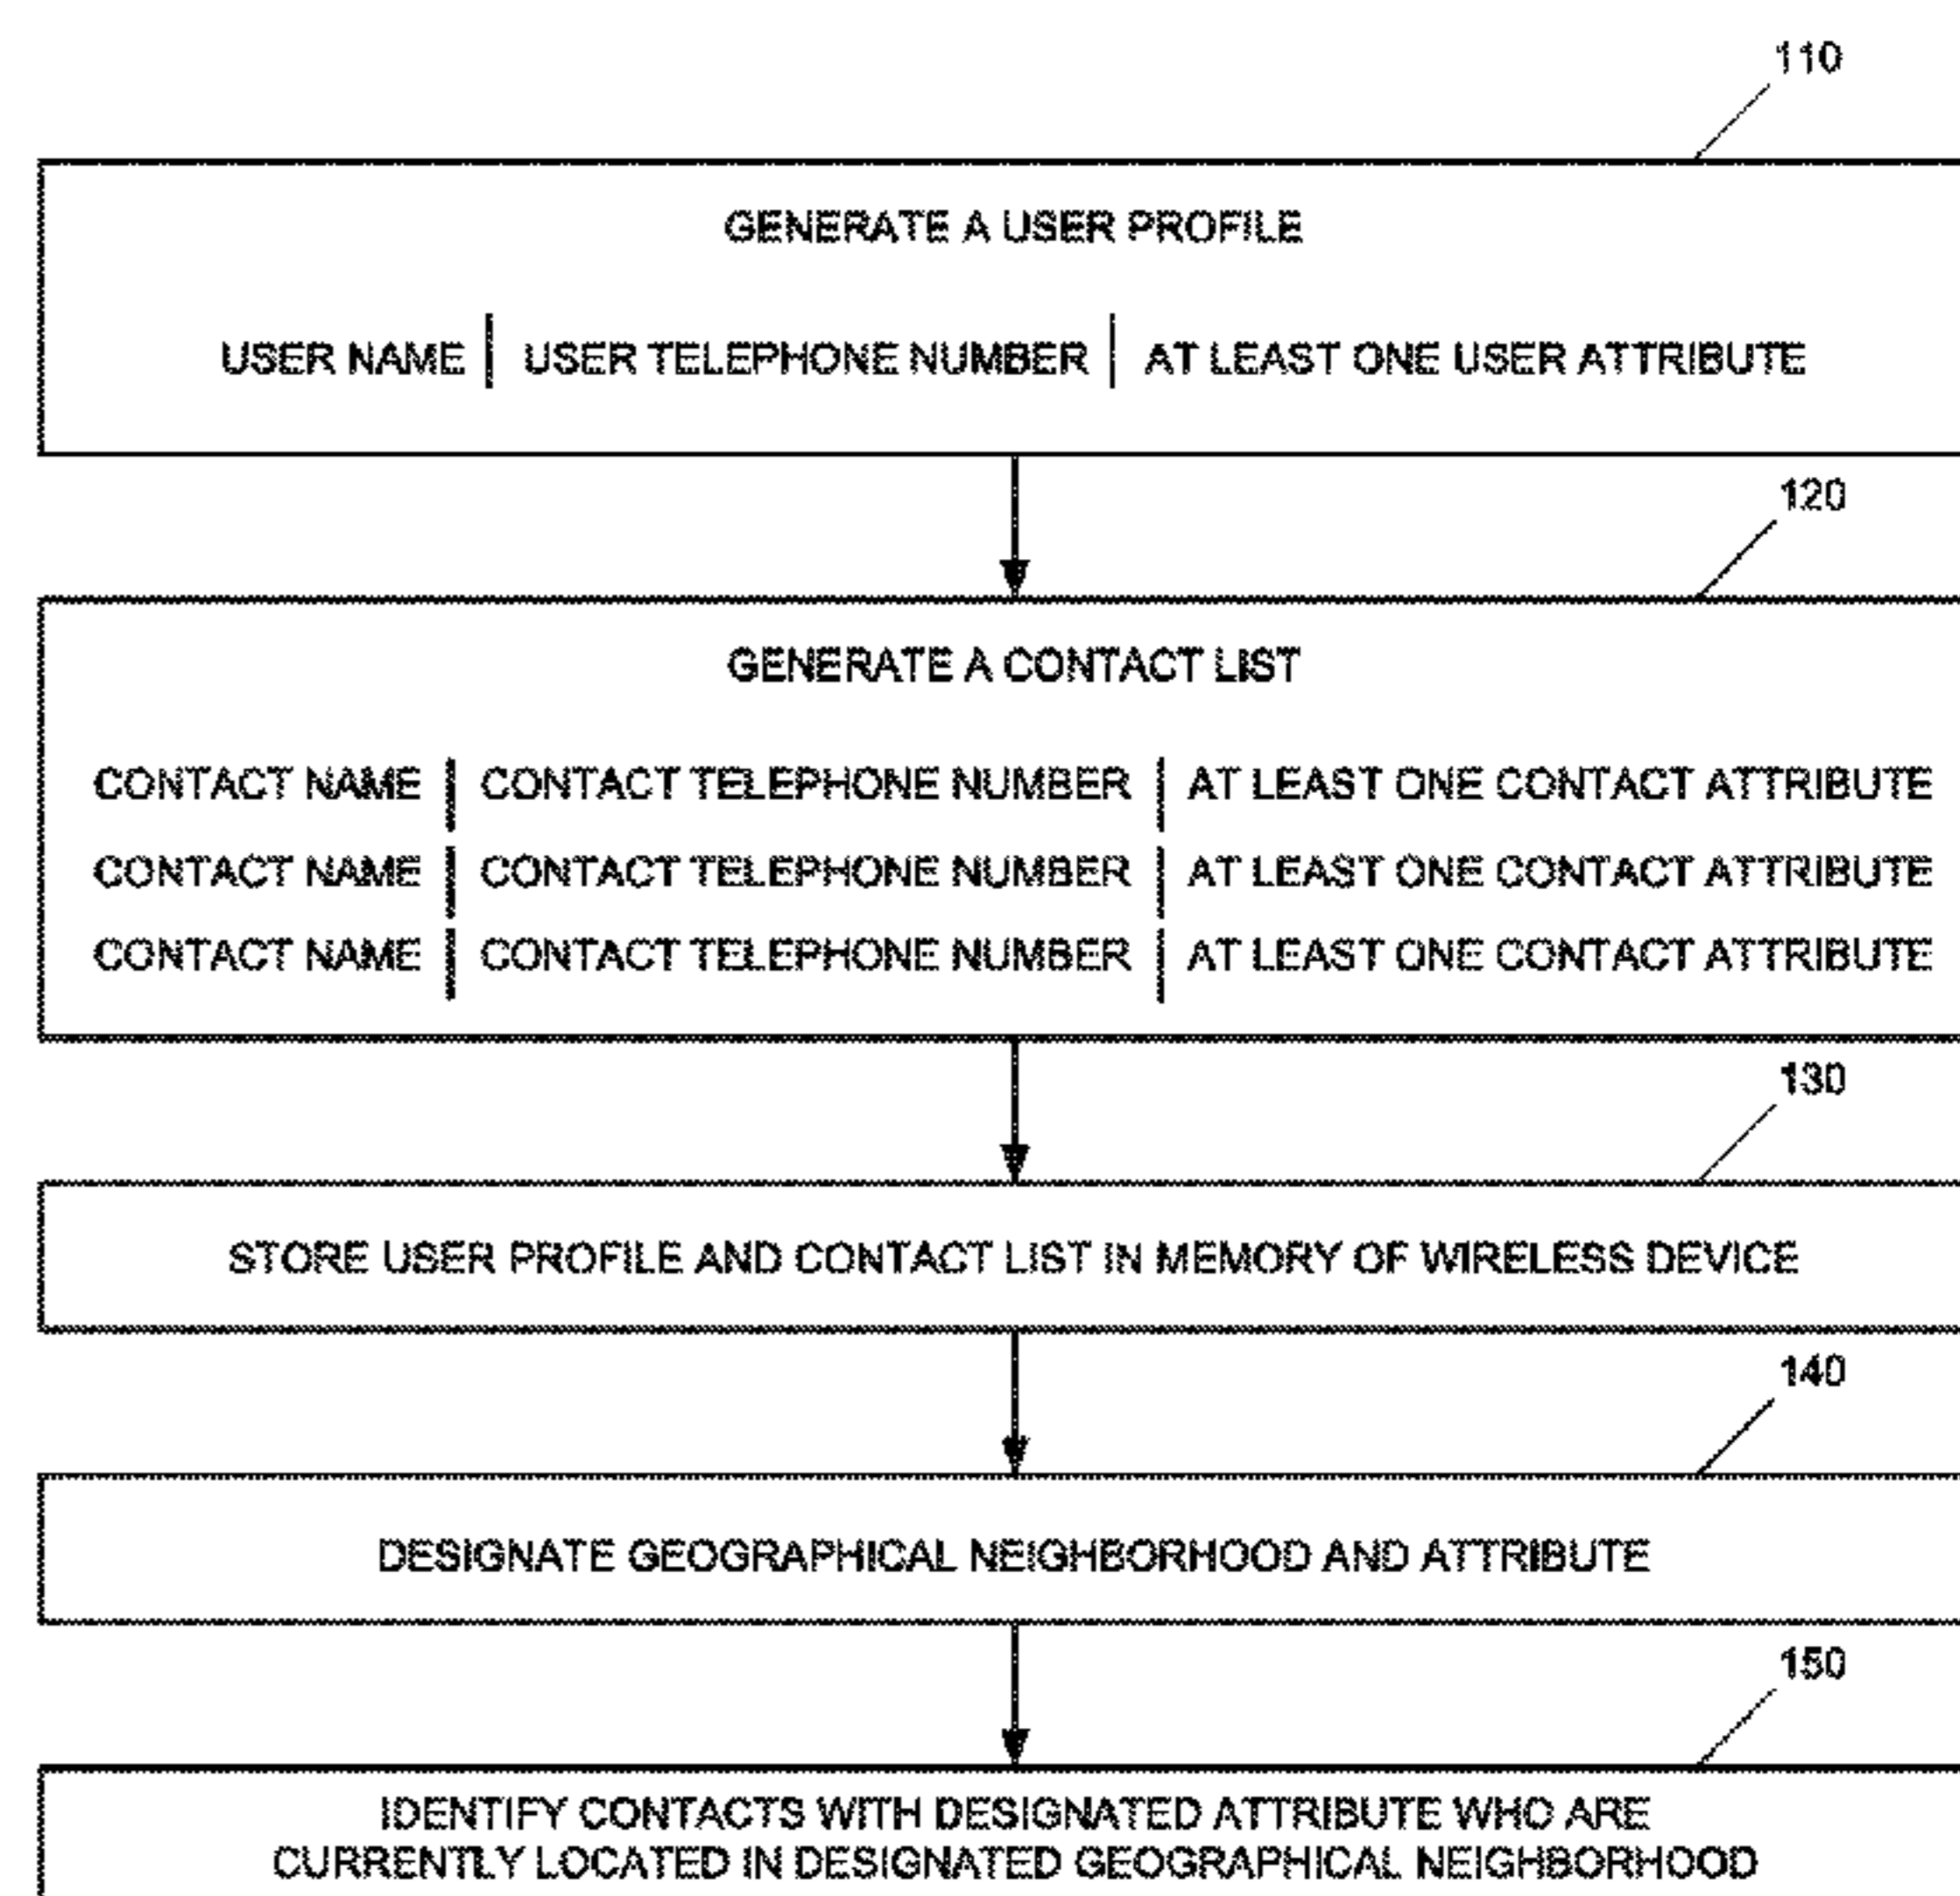 110
GENERATE A USER PROFILE
USER NAME | USER TELEPHONE NUMBER | AT LEAST ONE USER ATTRIBUTE
120
GENERATE A CONTACT LIST
CONTACT NAME | CONTACT TELEPHONE NUMBER | AT LEAST ONE CONTACT ATTRIBUTE
CONTACT NAME | CONTACT TELEPHONE NUMBER | AT LEAST ONE CONTACT ATTRIBUTE
CONTACT NAME | CONTACT TELEPHONE NUMBER | AT LEAST ONE CONTACT ATTRIBUTE
130
STORE USER PROFILE AND CONTACT LIST IN MEMORY OF WIRELESS DEVICE
140
DESIGNATE GEOGRAPHICAL NEIGHBORHOOD AND ATTRIBUTE
150
IDENTIFY CONTACTS WITH DESIGNATED ATTRIBUTE WHO ARE
CURRENTLY LOCATED IN DESIGNATED GEOGRAPHICAL NEIGHBORHOOD